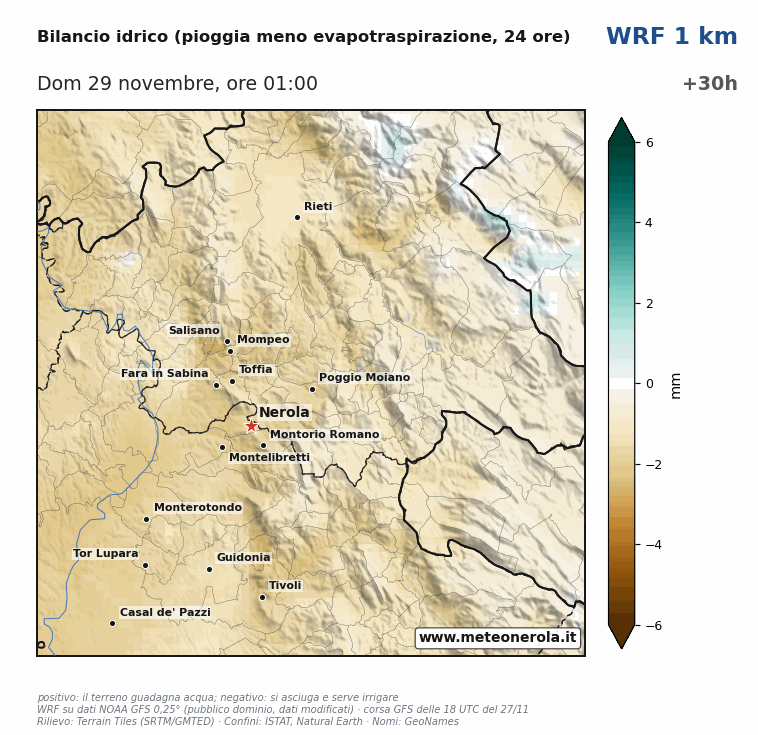 Bilancio idrico (pioggia meno evapotraspirazione, 24 ore)
WRF 1 km
Dom 29 novembre, ore 01:00
+30h
Rieti
Salisano
Mompeo
Fara in Sabina
Toffia
Poggio Moiano
Nerola
Montorio Romano
Montelibretti
Monterotondo
Tor Lupara
Guidonia
Tivoli
Casal de' Pazzi
www.meteonerola.it
6
4
2
0
−2
−4
−6
mm
positivo: il terreno guadagna acqua; negativo: si asciuga e serve irrigare
WRF su dati NOAA GFS 0,25° (pubblico dominio, dati modificati) · corsa GFS delle 18 UTC del 27/11
Rilievo: Terrain Tiles (SRTM/GMTED) · Confini: ISTAT, Natural Earth · Nomi: GeoNames